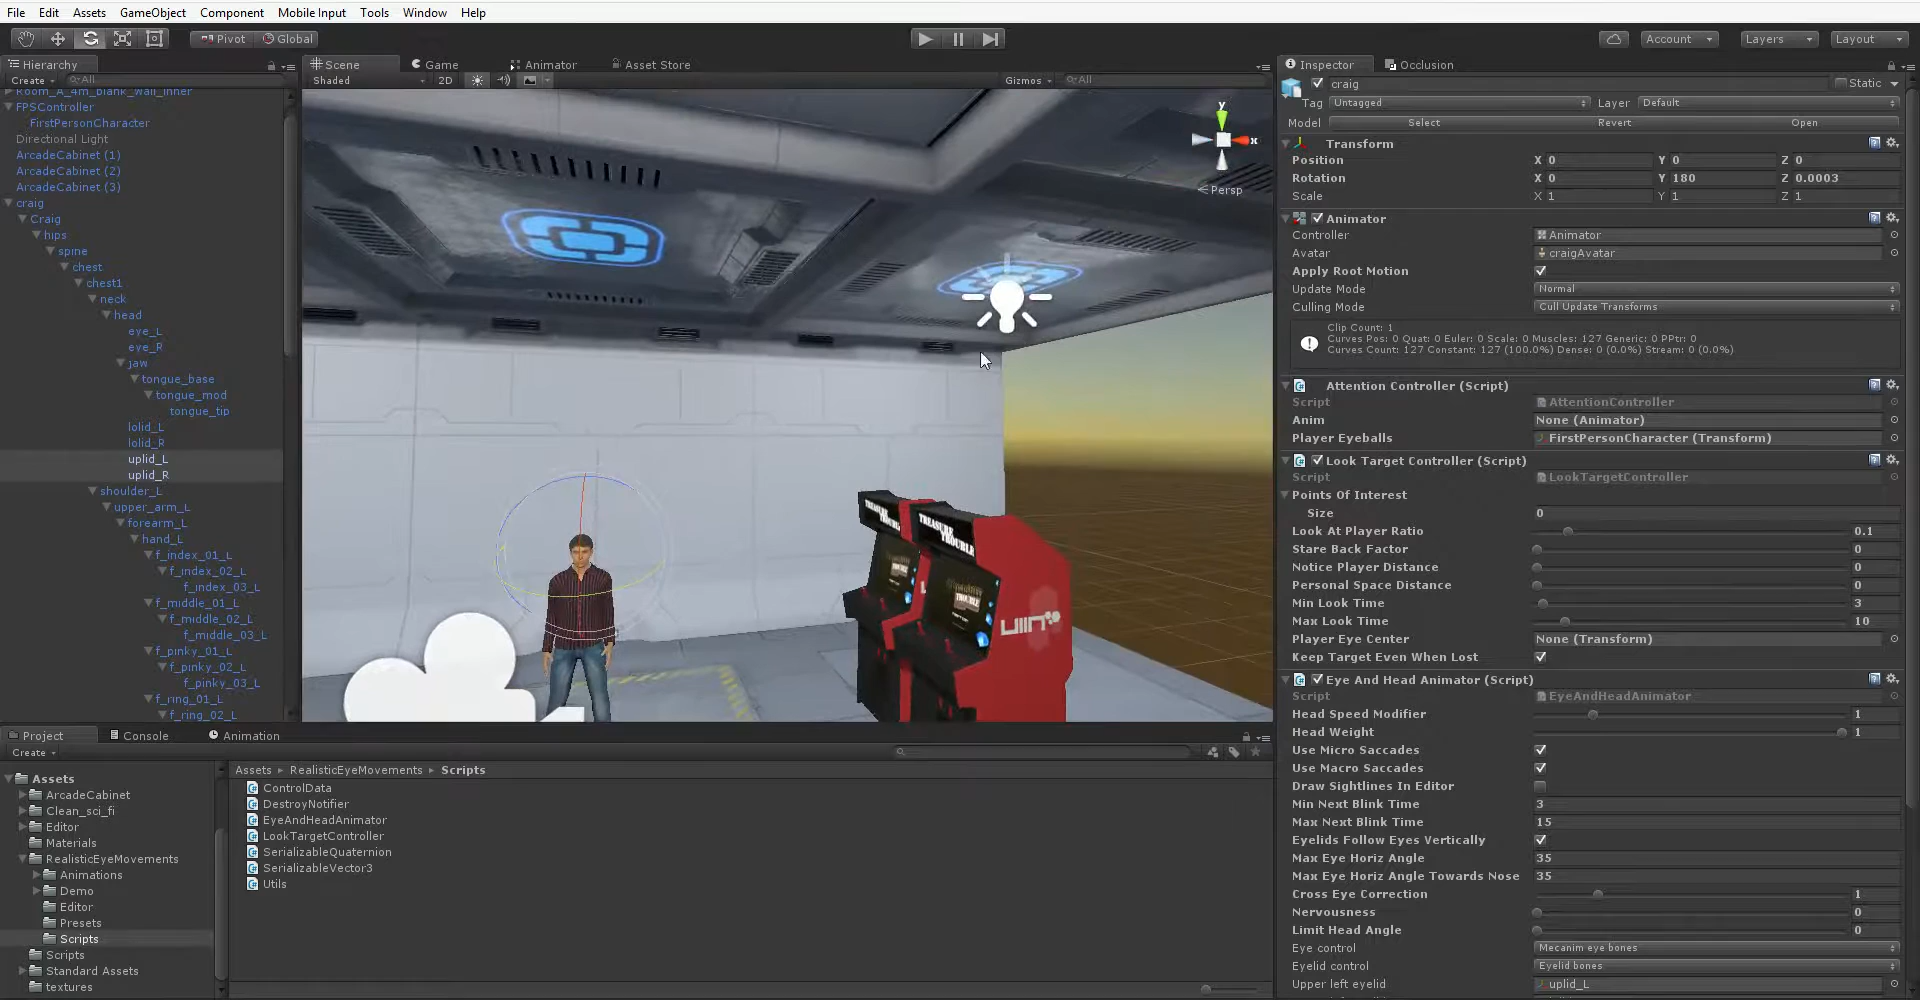 File Edit Assets GameObject Component Mobile Input Tools Window Help
Pivot Global Account Layers Layout
Hierarchy
Create All
Room_A_4m_blank_Wall_inner
FPSController
FirstPersonCharacter
Directional Light
ArcadeCabinet (1)
ArcadeCabinet (2)
ArcadeCabinet (3)
craig
Craig
hips
spine
chest
chest1
neck
head
eye_L
eye_R
jaw
tongue_base
tongue_mod
tongue_tip
lolid_L
lolid_R
uplid_L
uplid_R
shoulder_L
upper_arm_L
forearm_L
hand_L
f_index_01_L
f_index_02_L
f_index_03_L
f_middle_01_L
f_middle_02_L
f_middle_03_L
f_pinky_01_L
f_pinky_02_L
f_pinky_03_L
f_ring_01_L
f_ring_02_L
Scene Game Animator Asset Store
Shaded 2D Gizmos All
y
x
Persp
TREASURE TROUBLE
TREASURE TROUBLE
TROUBLE
Inspector Occlusion
craig Static
Tag Untagged Layer Default
Model Select Revert Open
Transform
Position X 0 Y 0 Z 0
Rotation X 0 Y 180 Z 0.0003
Scale X 1 Y 1 Z 1
Animator
Controller Animator
Avatar craigAvatar
Apply Root Motion
Update Mode Normal
Culling Mode Cull Update Transforms
Clip Count: 1
Curves Pos: 0 Quat: 0 Euler: 0 Scale: 0 Muscles: 127 Generic: 0 PPtr: 0
Curves Count: 127 Constant: 127 (100.0%) Dense: 0 (0.0%) Stream: 0 (0.0%)
Attention Controller (Script)
Script AttentionController
Anim None (Animator)
Player Eyeballs FirstPersonCharacter (Transform)
Look Target Controller (Script)
Script LookTargetController
Points Of Interest
Size 0
Look At Player Ratio 0.1
Stare Back Factor 0
Notice Player Distance 0
Personal Space Distance 0
Min Look Time 3
Max Look Time 10
Player Eye Center None (Transform)
Keep Target Even When Lost
Eye And Head Animator (Script)
Script EyeAndHeadAnimator
Head Speed Modifier 1
Head Weight 1
Use Micro Saccades
Use Macro Saccades
Draw Sightlines In Editor
Min Next Blink Time 3
Max Next Blink Time 15
Eyelids Follow Eyes Vertically
Max Eye Horiz Angle 35
Max Eye Horiz Angle Towards Nose 35
Cross Eye Correction 1
Nervousness 0
Limit Head Angle 0
Eye control Mecanim eye bones
Eyelid control Eyelid bones
Upper left eyelid uplid_L
Project Console Animation
Create
Assets
ArcadeCabinet
Clean_sci_fi
Editor
Materials
RealisticEyeMovements
Animations
Demo
Editor
Presets
Scripts
Scripts
Standard Assets
textures
Assets RealisticEyeMovements Scripts
ControlData
DestroyNotifier
EyeAndHeadAnimator
LookTargetController
SerializableQuaternion
SerializableVector3
Utils